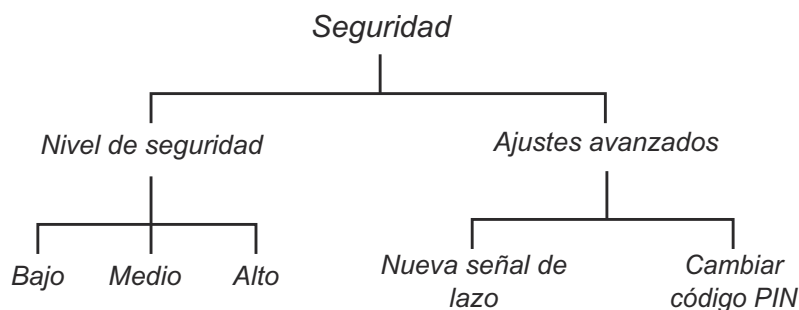 Seguridad
Nivel de seguridad
Ajustes avanzados
Bajo
Medio
Alto
Nueva señal de
lazo
Cambiar
código PIN